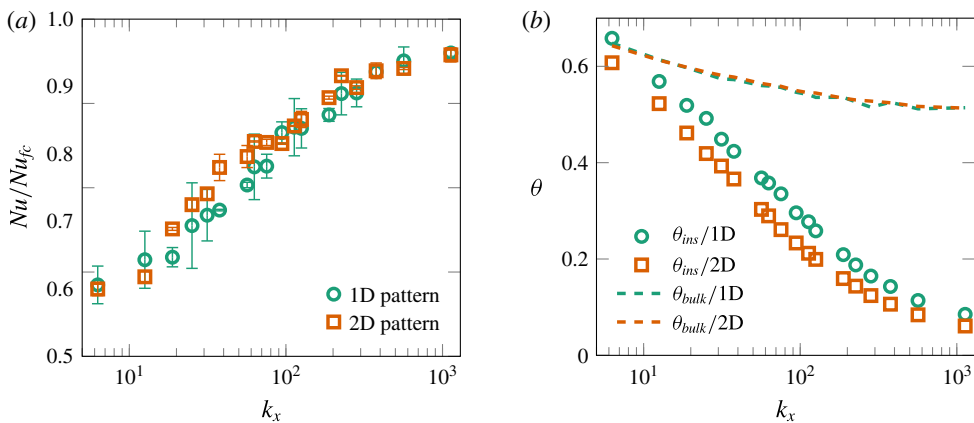 (a)
1.0
0.9
0.8
0.7
0.6
0.5
Nu/Nu_fc
10^1
10^2
10^3
k_x
1D pattern
2D pattern
(b)
0.6
0.4
0.2
0
θ
10^1
10^2
10^3
k_x
θ_ins/1D
θ_ins/2D
θ_bulk/1D
θ_bulk/2D